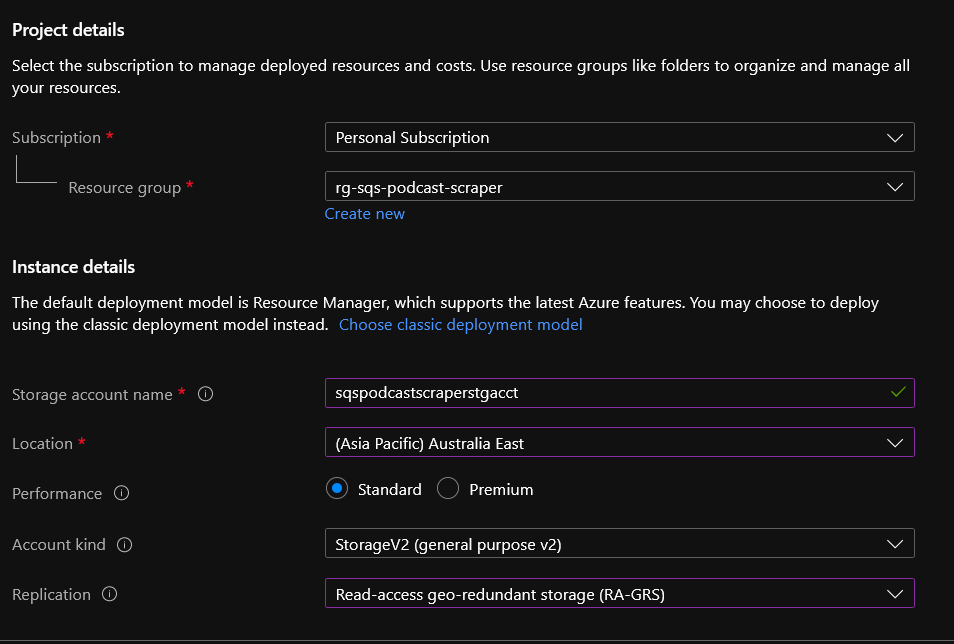 Project details
Select the subscription to manage deployed resources and costs. Use resource groups like folders to organize and manage all
your resources.
Subscription *
Personal Subscription
Resource group *
rg-sqs-podcast-scraper
Create new
Instance details
The default deployment model is Resource Manager, which supports the latest Azure features. You may choose to deploy
using the classic deployment model instead. Choose classic deployment model
Storage account name *
sqspodcastscraperstgacct
Location *
(Asia Pacific) Australia East
Performance
Standard Premium
Account kind
StorageV2 (general purpose v2)
Replication
Read-access geo-redundant storage (RA-GRS)